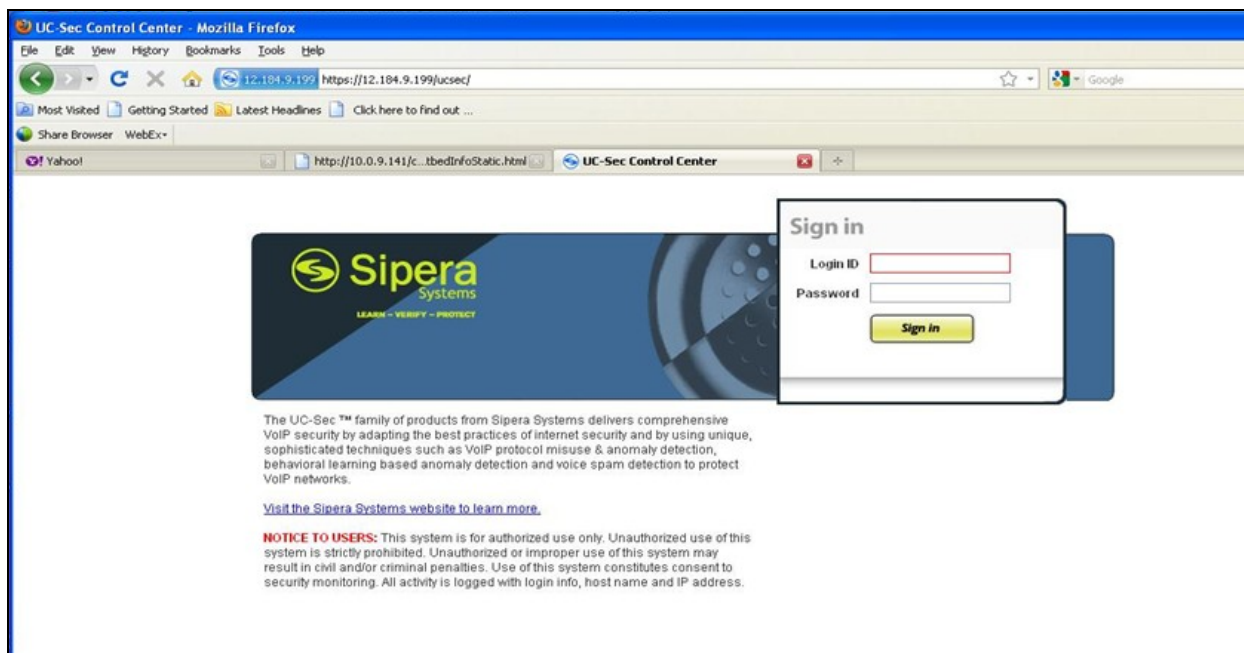 UC-Sec Control Center - Mozilla Firefox
File Edit View History Bookmarks Tools Help
12.184.9.199 https://12.184.9.199/ucsec/
Google
Most Visited Getting Started Latest Headlines Click here to find out ...
Share Browser WebEx
Yahoo! http://10.0.9.141/c...tbedInfoStatic.html UC-Sec Control Center
Sign in
Login ID
Password
Sign in
Sipera
Systems
LEARN – VERIFY – PROTECT
The UC-Sec ™ family of products from Sipera Systems delivers comprehensive
VoIP security by adapting the best practices of internet security and by using unique,
sophisticated techniques such as VoIP protocol misuse & anomaly detection,
behavioral learning based anomaly detection and voice spam detection to protect
VoIP networks.
Visit the Sipera Systems website to learn more.
NOTICE TO USERS: This system is for authorized use only. Unauthorized use of this
system is strictly prohibited. Unauthorized or improper use of this system may
result in civil and/or criminal penalties. Use of this system constitutes consent to
security monitoring. All activity is logged with login info, host name and IP address.